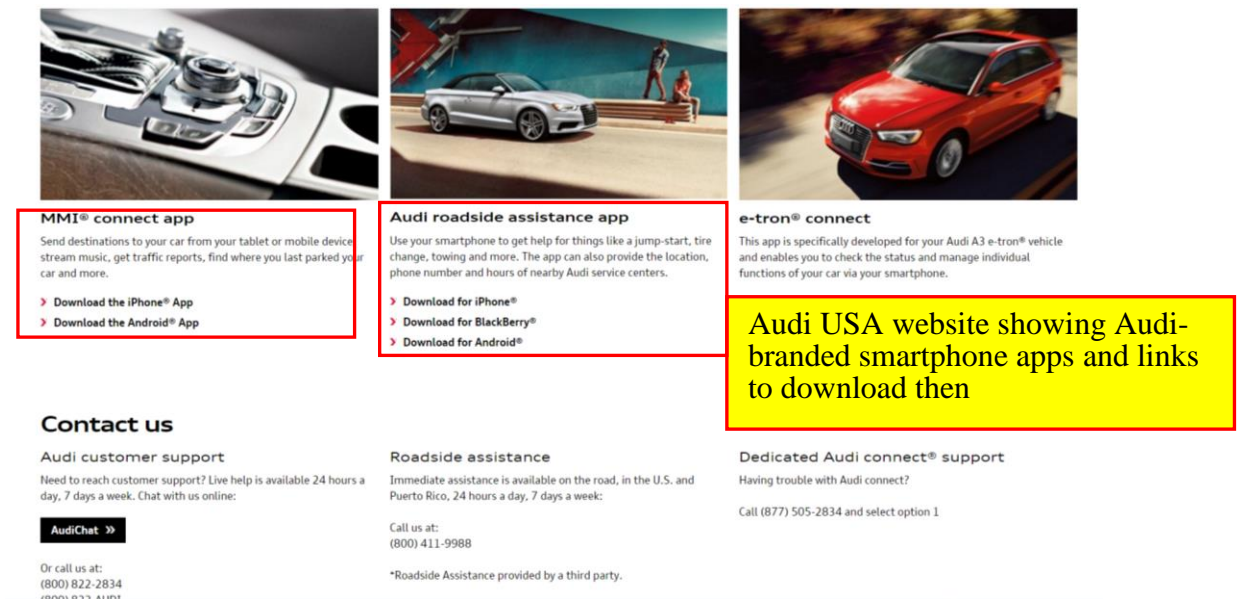 MMI® connect app
Send destinations to your car from your tablet or mobile device,
stream music, get traffic reports, find where you last parked your
car and more.
Download the iPhone® App
Download the Android® App
Audi roadside assistance app
Use your smartphone to get help for things like a jump-start, tire
change, towing and more. The app can also provide the location,
phone number and hours of nearby Audi service centers.
Download for iPhone®
Download for BlackBerry®
Download for Android®
e-tron® connect
This app is specifically developed for your Audi A3 e-tron® vehicle
and enables you to check the status and manage individual
functions of your car via your smartphone.
Audi USA website showing Audi-
branded smartphone apps and links
to download then
Contact us
Audi customer support
Need to reach customer support? Live help is available 24 hours a
day, 7 days a week. Chat with us online:
AudiChat »
Or call us at:
(800) 822-2834
(800) 822-AUDI
Roadside assistance
Immediate assistance is available on the road, in the U.S. and
Puerto Rico, 24 hours a day, 7 days a week:
Call us at:
(800) 411-9988
*Roadside Assistance provided by a third party.
Dedicated Audi connect® support
Having trouble with Audi connect?
Call (877) 505-2834 and select option 1